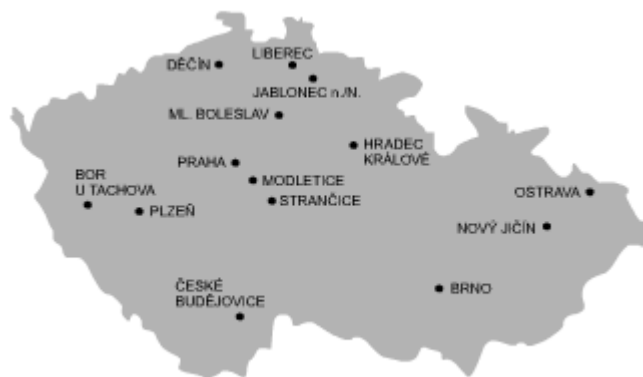 LIBEREC
DĚČÍN
JABLONEC n./N.
ML. BOLESLAV
HRADEC
KRÁLOVÉ
PRAHA
BOR
U TACHOVA
MODLETICE
OSTRAVA
STRANČICE
PLZEŇ
NOVÝ JIČÍN
ČESKÉ
BUDĚJOVICE
BRNO